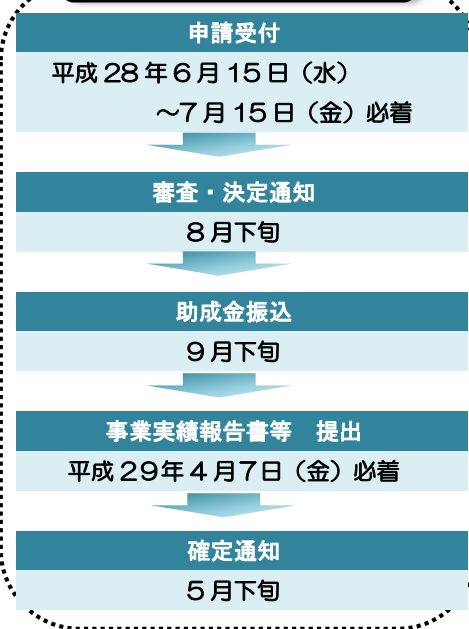 申請受付
平成28年6月15日（水）
～7月15日（金）必着
審査・決定通知
8月下旬
助成金振込
9月下旬
事業実績報告書等　提出
平成29年4月7日（金）必着
確定通知
5月下旬